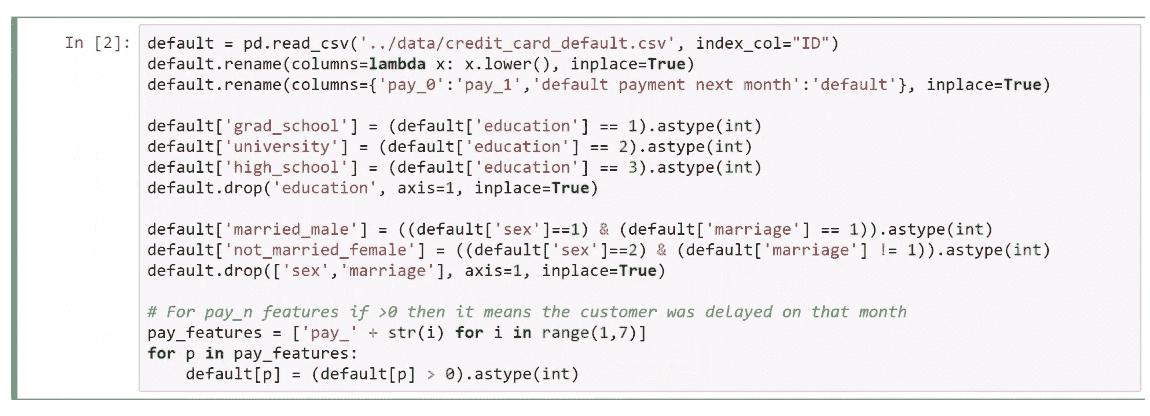 In [2]: default = pd.read_csv('../data/credit_card_default.csv', index_col="ID")
default.rename(columns=lambda x: x.lower(), inplace=True)
default.rename(columns={'pay_0':'pay_1','default payment next month':'default'}, inplace=True)
default['grad_school'] = (default['education'] == 1).astype(int)
default['university'] = (default['education'] == 2).astype(int)
default['high_school'] = (default['education'] == 3).astype(int)
default.drop('education', axis=1, inplace=True)
default['married_male'] = ((default['sex']==1) & (default['marriage'] == 1)).astype(int)
default['not_married_female'] = ((default['sex']==2) & (default['marriage'] != 1)).astype(int)
default.drop(['sex','marriage'], axis=1, inplace=True)
# For pay_n features if >0 then it means the customer was delayed on that month
pay_features = ['pay_' + str(i) for i in range(1,7)]
for p in pay_features:
    default[p] = (default[p] > 0).astype(int)